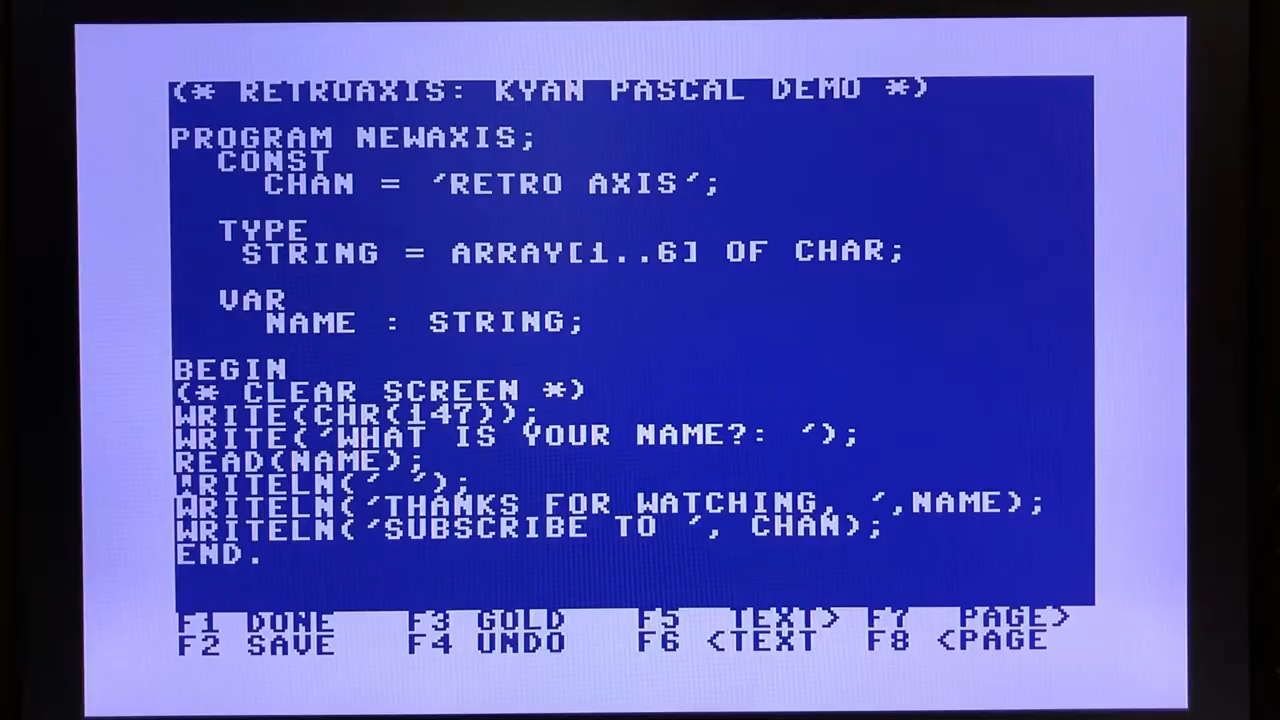 (* RETROAXIS: KYAN PASCAL DEMO *)
PROGRAM NEWAXIS;
CONST
CHAN = 'RETRO AXIS';
TYPE
STRING = ARRAY[1..6] OF CHAR;
VAR
NAME : STRING;
BEGIN
(* CLEAR SCREEN *)
WRITE(CHR(147));
WRITE('WHAT IS YOUR NAME?: ');
READ(NAME);
WRITELN(' ');
WRITELN('THANKS FOR WATCHING, ',NAME);
WRITELN('SUBSCRIBE TO ', CHAN);
END.
F1 DONE F3 GOLD F5 TEXT> F7 PAGE>
F2 SAVE F4 UNDO F6 <TEXT F8 <PAGE